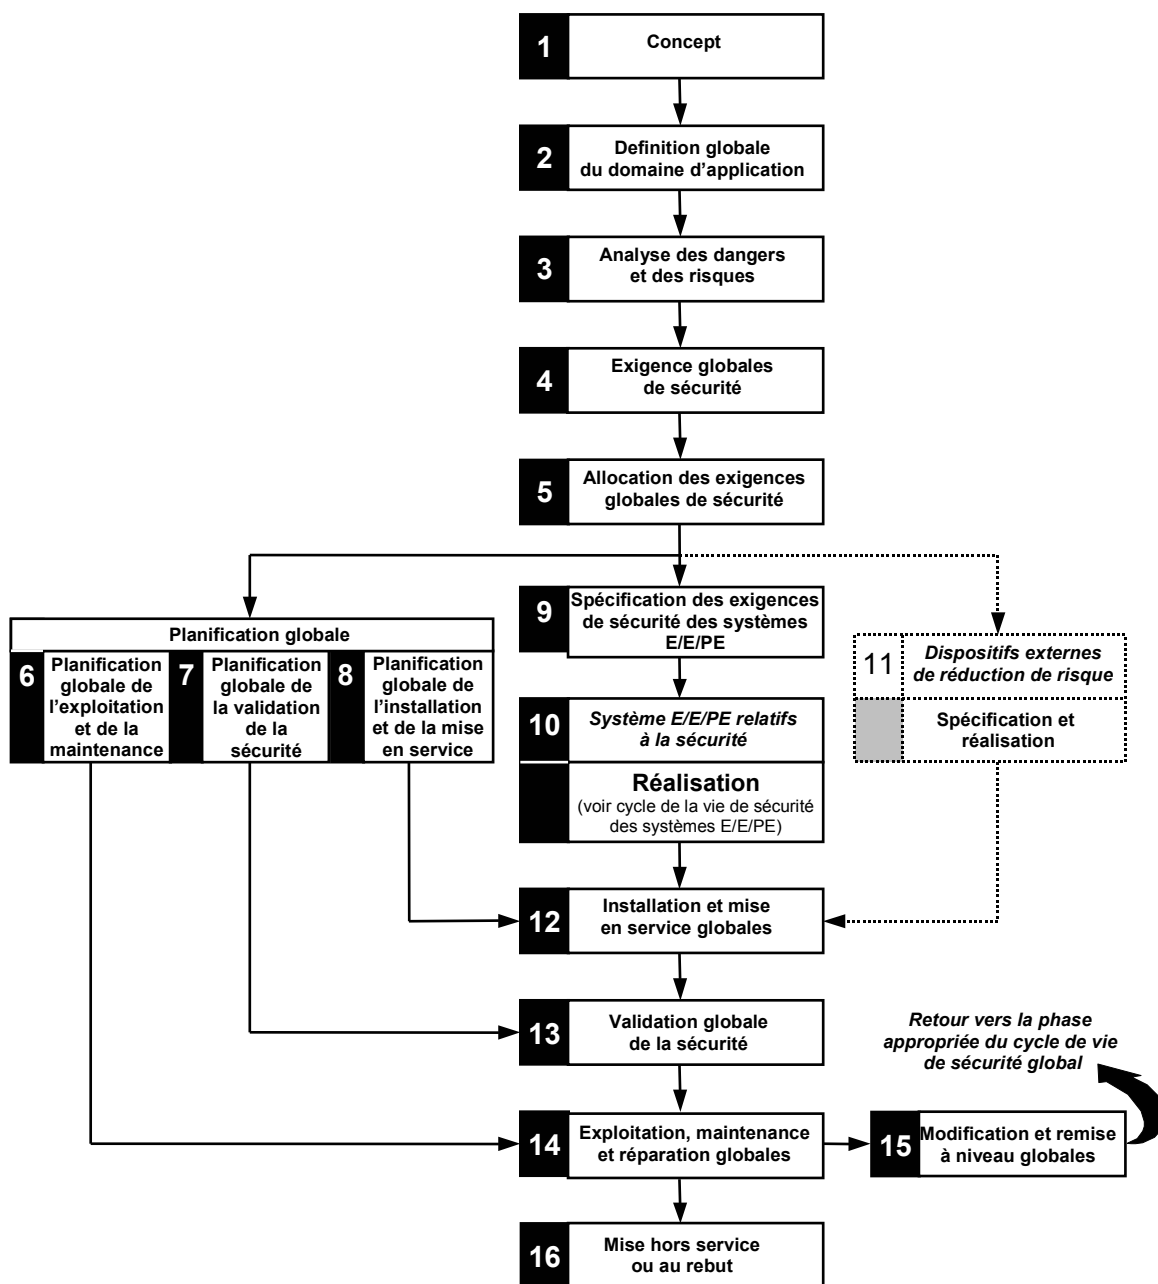 1
Concept
2
Definition globale
du domaine d’application
3
Analyse des dangers
et des risques
4
Exigence globales
de sécurité
5
Allocation des exigences
globales de sécurité
Planification globale
6
Planification
globale de
l’exploitation
et de la
maintenance
7
Planification
globale de
la validation
de la
sécurité
8
Planification
globale de
l’installation
et de la mise
en service
9
Spécification des exigences
de sécurité des systèmes
E/E/PE
10
Système E/E/PE relatifs
à la sécurité
Réalisation
(voir cycle de la vie de sécurité
des systèmes E/E/PE)
11
Dispositifs externes
de réduction de risque
Spécification et
réalisation
12
Installation et mise
en service globales
13
Validation globale
de la sécurité
Retour vers la phase
appropriée du cycle de vie
de sécurité global
14
Exploitation, maintenance
et réparation globales
15
Modification et remise
à niveau globales
16
Mise hors service
ou au rebut